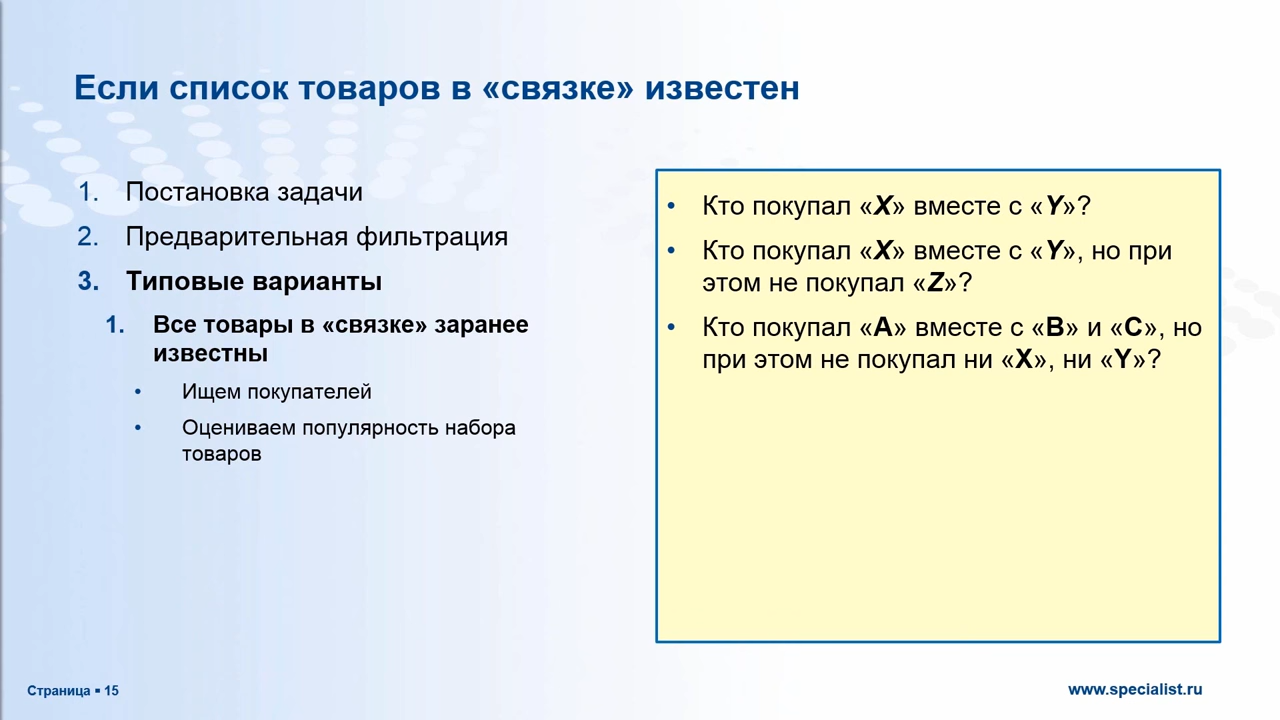 Если список товаров в «связке» известен
1. Постановка задачи
2. Предварительная фильтрация
3. Типовые варианты
1. Все товары в «связке» заранее
известны
• Ищем покупателей
• Оцениваем популярность набора
товаров
• Кто покупал «X» вместе с «Y»?
• Кто покупал «X» вместе с «Y», но при
этом не покупал «Z»?
• Кто покупал «A» вместе с «B» и «C», но
при этом не покупал ни «X», ни «Y»?
Страница ▪ 15
www.specialist.ru